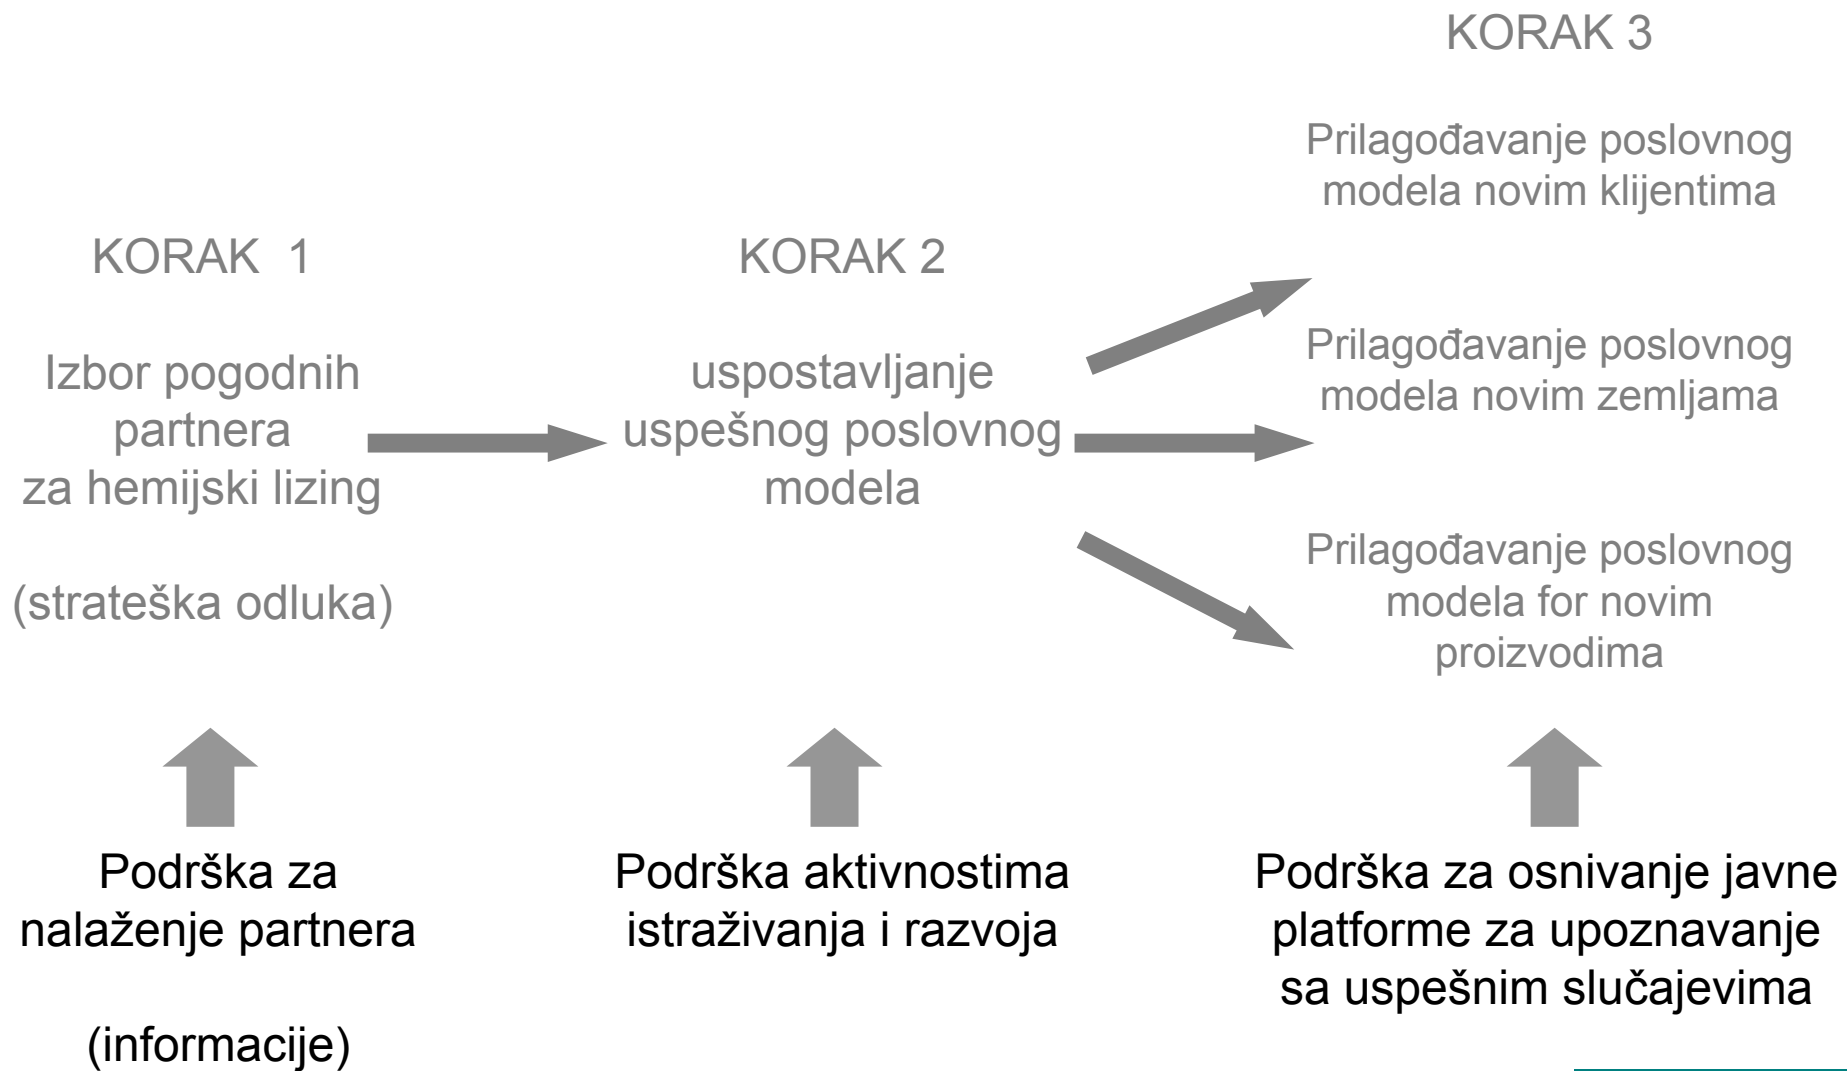 KORAK 1
Izbor pogodnih
partnera
za hemijski lizing
(strateška odluka)
KORAK 2
uspostavljanje
uspešnog poslovnog
modela
KORAK 3
Prilagođavanje poslovnog
modela novim klijentima
Prilagođavanje poslovnog
modela novim zemljama
Prilagođavanje poslovnog
modela for novim
proizvodima
Podrška za
nalaženje partnera
(informacije)
Podrška aktivnostima
istraživanja i razvoja
Podrška za osnivanje javne
platforme za upoznavanje
sa uspešnim slučajevima